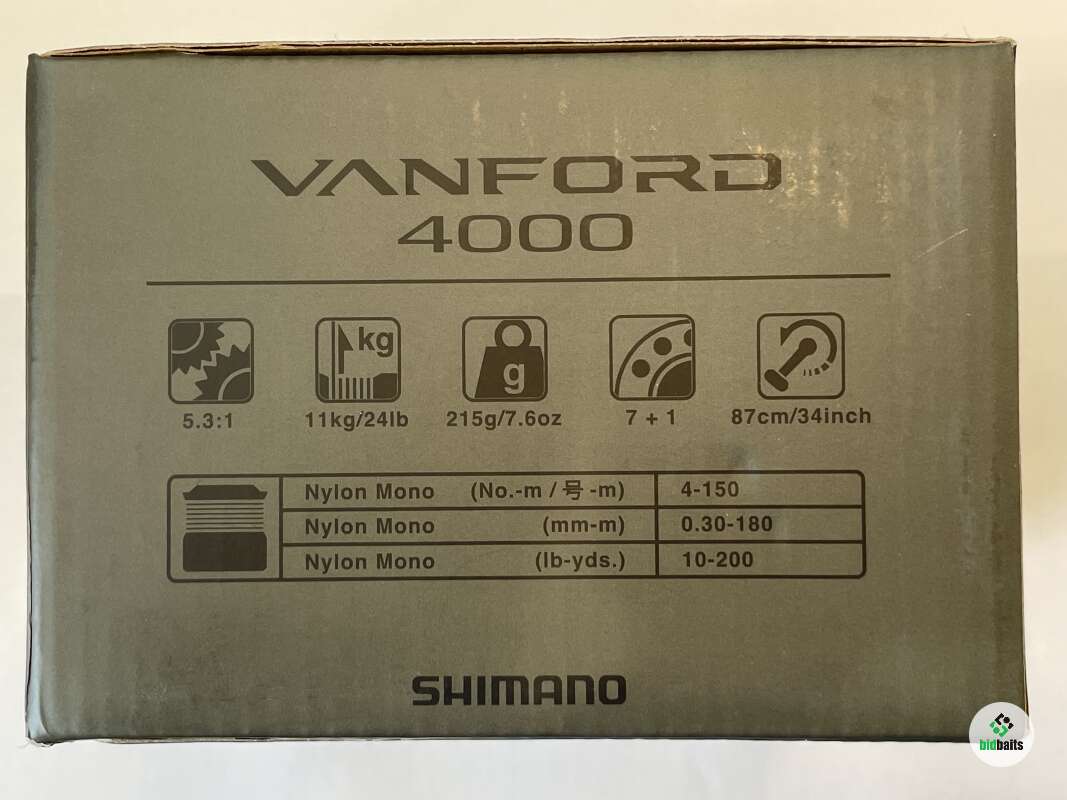 VANFORD
4000
kg
g
5.3:1 11kg/24lb 215g/7.6oz 7 + 1 87cm/34inch
Nylon Mono (No.-m / 号 -m) 4-150
Nylon Mono (mm-m) 0.30-180
Nylon Mono (lb-yds.) 10-200
SHIMANO
bidbaits